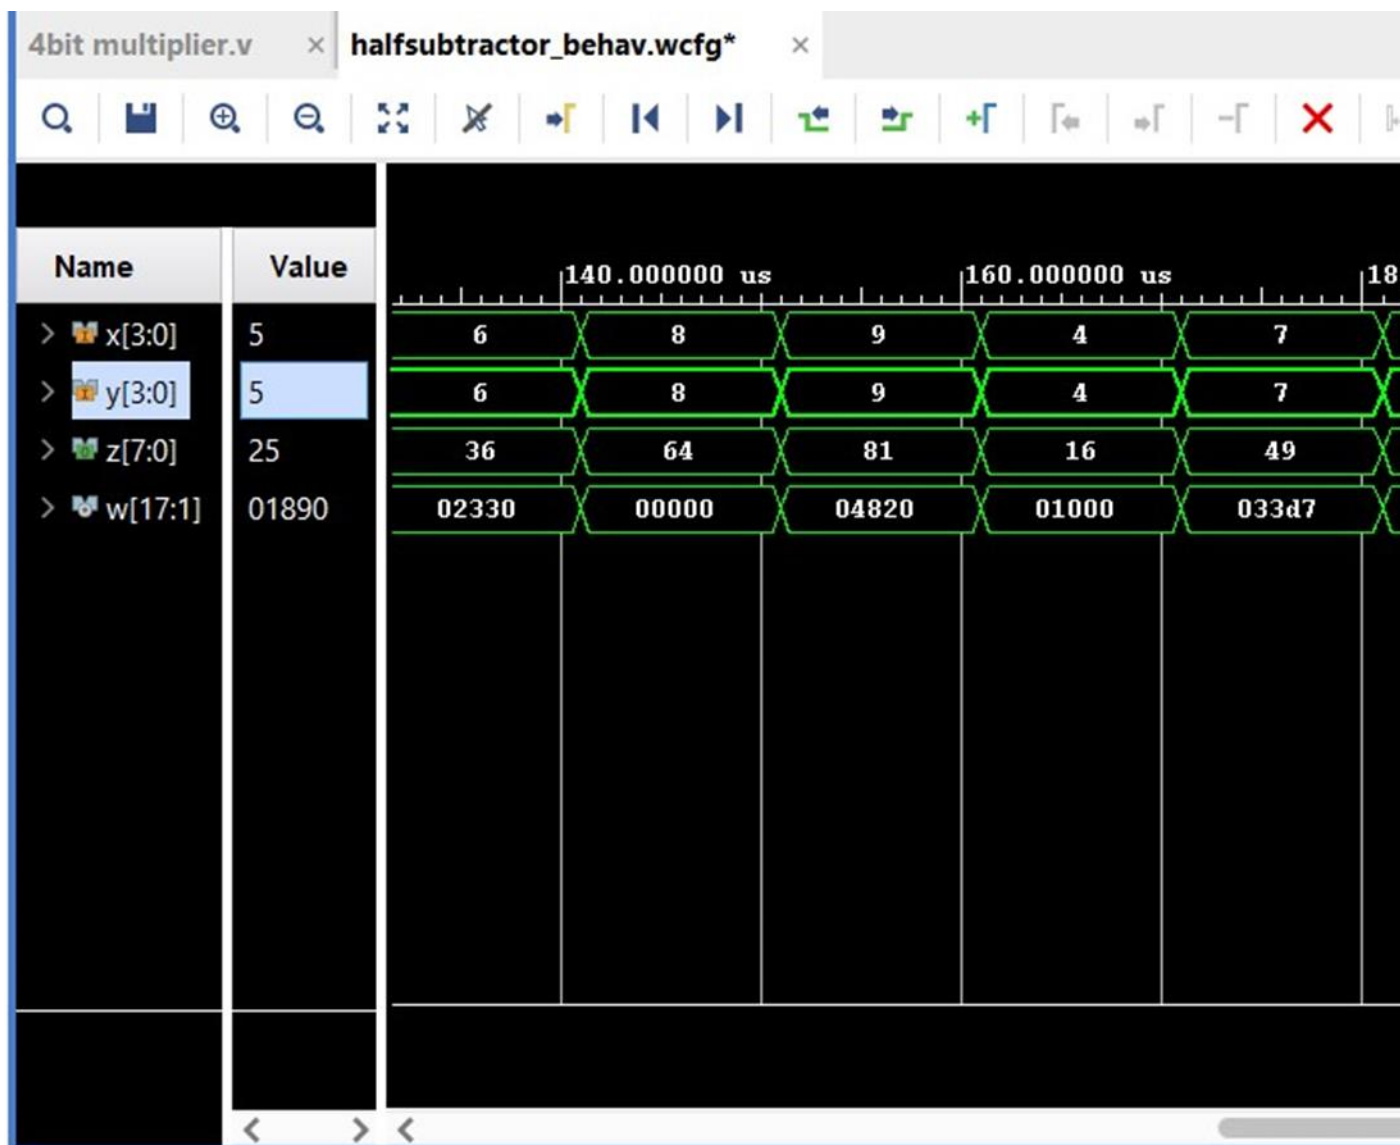 4bit multiplier.v × halfsubtractor_behav.wcfg* ×
Name Value
140.000000 us 160.000000 us 18
x[3:0] 5 6 8 9 4 7
y[3:0] 5 6 8 9 4 7
z[7:0] 25 36 64 81 16 49
w[17:1] 01890 02330 00000 04820 01000 033d7